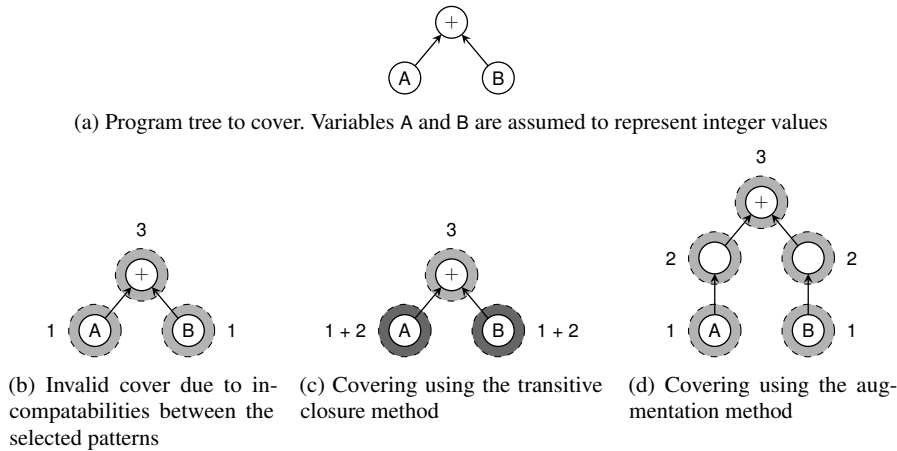 +
A B
(a) Program tree to cover. Variables A and B are assumed to represent integer values
3
+
1 A B 1
(b) Invalid cover due to in-
compatabilities between the
selected patterns
3
+
1 + 2 A B 1 + 2
(c) Covering using the transitive
closure method
3
+
2 2
1 A B 1
(d) Covering using the aug-
mentation method